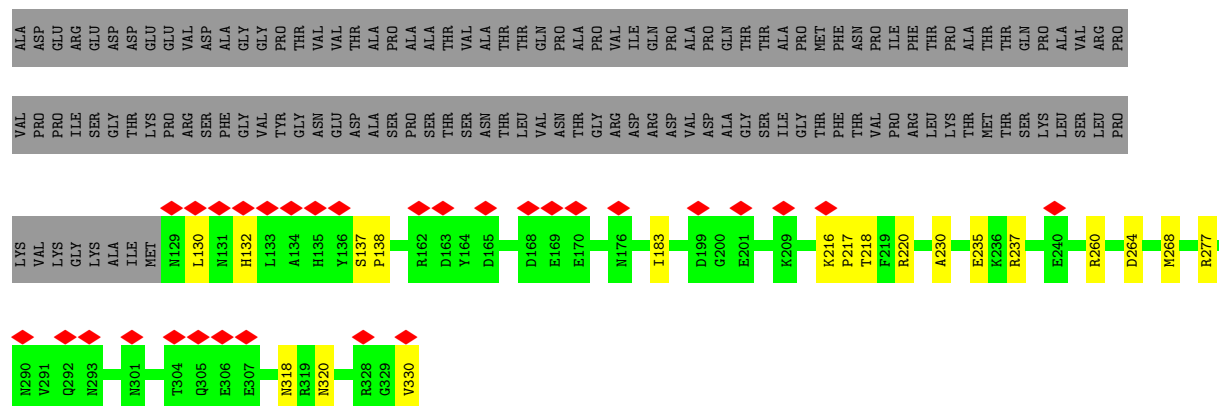 ALA ASP GLU ARG GLU ASP ASP GLU GLU VAL ASP ALA GLY GLY PRO THR VAL VAL THR ALA PRO ALA ALA THR VAL ALA THR THR GLN PRO ALA PRO VAL ILE GLN PRO ALA PRO GLN THR THR ALA PRO MET PHE ASN PRO ILE PHE THR PRO ALA THR THR GLN PRO ALA VAL ARG PRO
VAL PRO PRO ILE SER GLY THR LYS PRO ARG SER PHE GLY VAL TYR GLY ASN GLU ASP ALA SER PRO SER THR SER ASN THR LEU VAL ASN THR GLY ARG ASP ARG ASP VAL ASP ALA GLY SER ILE GLY THR PHE THR VAL PRO ARG LEU LYS THR MET THR SER LYS LEU SER LEU PRO
LYS VAL LYS GLY LYS ALA ILE MET N129 L130 N131 H132 L133 A134 H135 Y136 S137 P138 R162 D163 Y164 D165 D168 E169 E170 N176 I183 D199 G200 E201 K209 K216 P217 T218 F219 R220 A230 E235 K236 R237 E240 R260 D264 M268 R277
N290 V291 Q292 N293 N301 T304 Q305 E306 E307 N318 R319 N320 R328 G329 V330